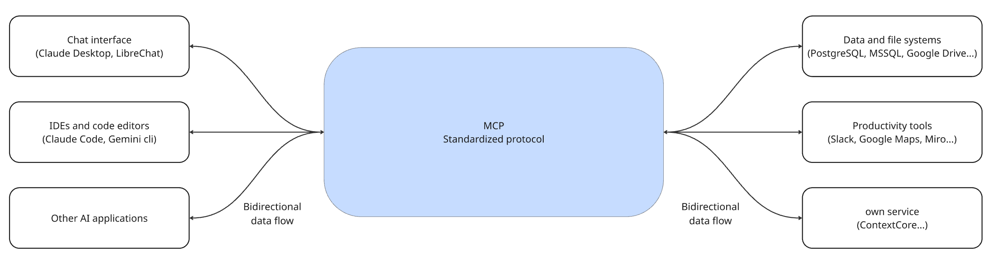 Chat interface
(Claude Desktop, LibreChat)
IDEs and code editors
(Claude Code, Gemini cli)
Other AI applications
Bidirectional
data flow
MCP
Standardized protocol
Bidirectional
data flow
Data and file systems
(PostgreSQL, MSSQL, Google Drive...)
Productivity tools
(Slack, Google Maps, Miro...)
own service
(ContextCore...)